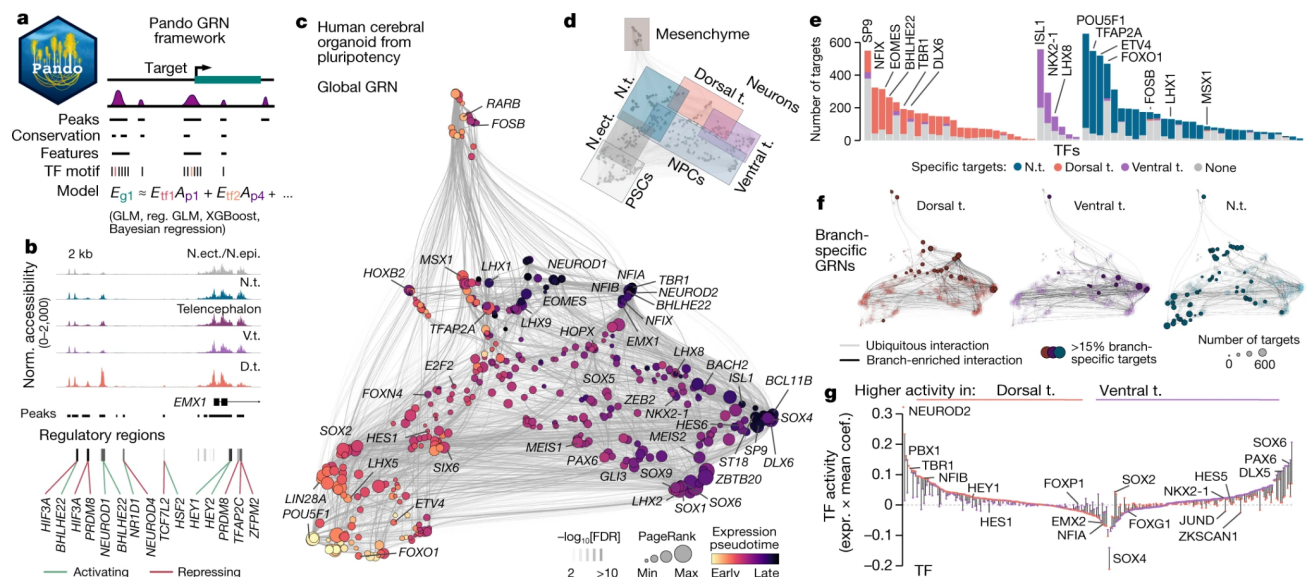 a
Pando
Pando GRN
framework
Target
Peaks
Conservation
Features
TF motif
Model
Eg1 ≈ Etf1Ap1 + Etf2Ap4 + ...
(GLM, reg. GLM, XGBoost,
Bayesian regression)
b
2 kb
N.ect./N.epi.
N.t.
Telencephalon
V.t.
D.t.
Norm. accessibility
(0–2,000)
EMX1
Peaks
Regulatory regions
HIF3A
BHLHE22
HIF3A
PRDM8
NEUROD1
BHLHE22
NR1D1
NEUROD4
TCF7L2
HSF2
HEY1
HEY2
PRDM8
TFAP2C
ZFPM2
Activating
Repressing
c
Human cerebral
organoid from
pluripotency
Global GRN
RARB
FOSB
MSX1
LHX1
NEUROD1
HOXB2
EOMES
NFIA
TBR1
NFIB
NEUROD2
BHLHE22
NFIX
TFAP2A
LHX9
HOPX
EMX1
E2F2
LHX8
BACH2
FOXN4
SOX5
ISL1
BCL11B
ZEB2
NKX2-1
SOX4
SOX2
HES1
HES6
MEIS1
MEIS2
SP9
DLX6
SIX6
PAX6
ST18
LHX5
GLI3
SOX9
ZBTB20
LIN28A
ETV4
LHX2
SOX6
SOX1
POU5F1
FOXO1
–log10[FDR]
2 >10
PageRank
Min Max
Expression
pseudotime
Early Late
d
Mesenchyme
N.t.
Dorsal t.
Neurons
N.ect.
NPCs
Ventral t.
PSCs
e
Number of targets
600
400
200
0
SP9
NFIX
EOMES
BHLHE22
TBR1
DLX6
ISL1
NKX2-1
LHX8
POU5F1
TFAP2A
ETV4
FOXO1
FOSB
LHX1
MSX1
TFs
Specific targets: N.t. Dorsal t. Ventral t. None
f
Dorsal t.
Ventral t.
N.t.
Branch-
specific
GRNs
Ubiquitous interaction
Branch-enriched interaction
>15% branch-
specific targets
Number of targets
0 600
g
Higher activity in: Dorsal t. Ventral t.
TF activity
(expr. × mean coef.)
0.3
0.2
0.1
0
–0.1
–0.2
NEUROD2
PBX1
TBR1
NFIB
HEY1
HES1
FOXP1
EMX2
NFIA
SOX2
FOXG1
SOX4
NKX2-1
HES5
JUND
ZKSCAN1
SOX6
PAX6
DLX5
TF